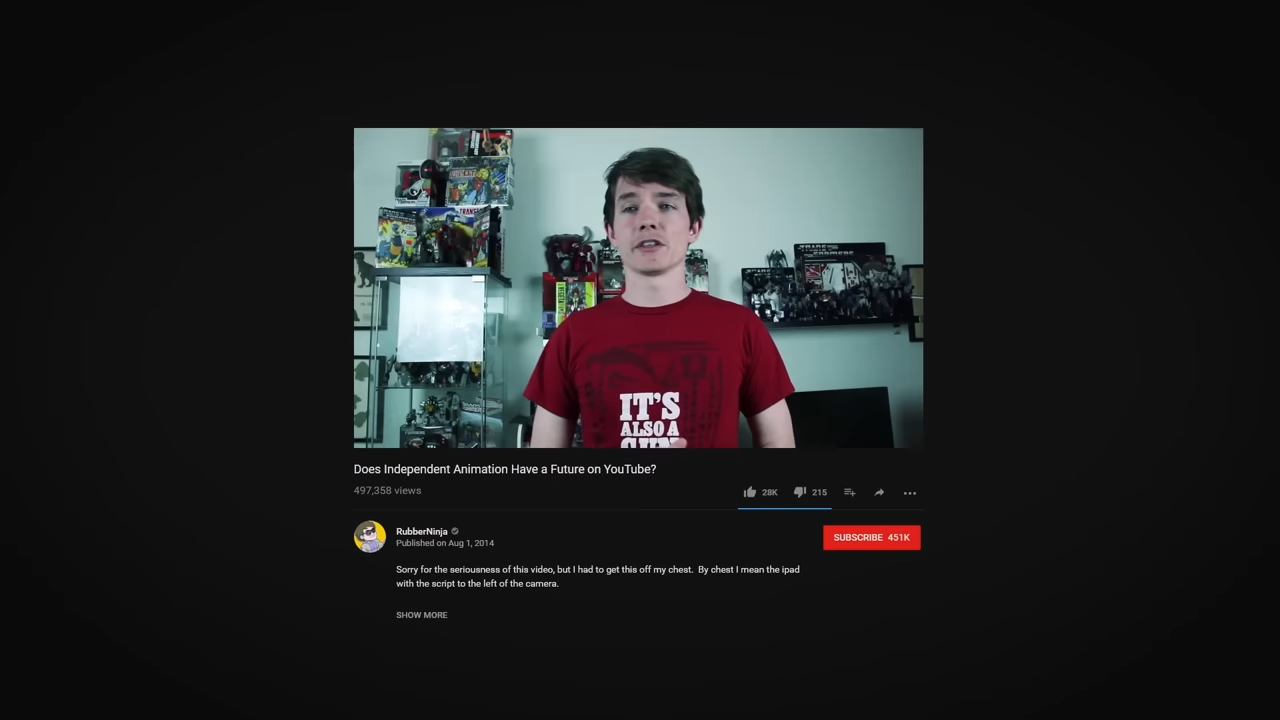 TRANSFORMERS
IT'S
ALSO A
GUN
Does Independent Animation Have a Future on YouTube?
497,358 views
28K
215
RubberNinja
Published on Aug 1, 2014
SUBSCRIBE 451K
Sorry for the seriousness of this video, but I had to get this off my chest.  By chest I mean the ipad
with the script to the left of the camera.
SHOW MORE